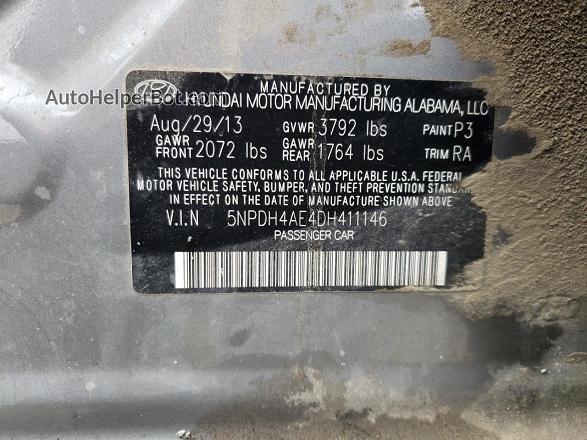 MANUFACTURED BY
AutoHelperBot.com HYUNDAI MOTOR MANUFACTURING ALABAMA, LLC
Aug/29/13 GVWR 3792 lbs PAINT P3
GAWR FRONT 2072 lbs GAWR REAR 1764 lbs TRIM RA
THIS VEHICLE CONFORMS TO ALL APPLICABLE U.S.A. FEDERAL
MOTOR VEHICLE SAFETY, BUMPER, AND THEFT PREVENTION STANDA
IN EFFECT ON THE DATE OF MANUFACTURE SHOWN ABOVE
V.I.N 5NPDH4AE4DH411146
PASSENGER CAR